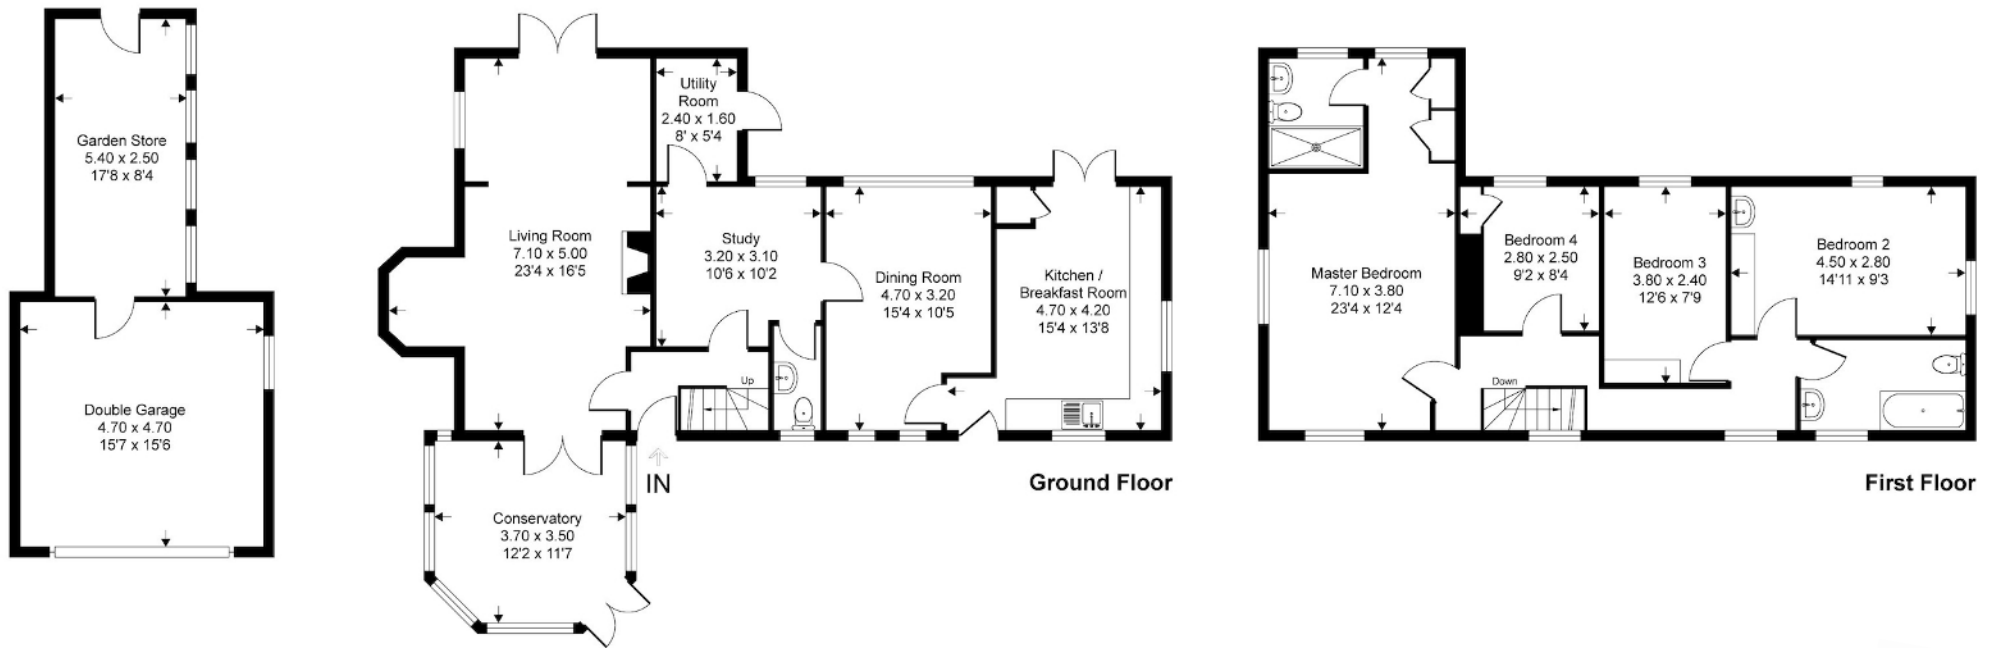 Garden Store
5.40 x 2.50
17'8 x 8'4
Double Garage
4.70 x 4.70
15'7 x 15'6
Living Room
7.10 x 5.00
23'4 x 16'5
Utility
Room
2.40 x 1.60
8' x 5'4
Study
3.20 x 3.10
10'6 x 10'2
Dining Room
4.70 x 3.20
15'4 x 10'5
Kitchen /
Breakfast Room
4.70 x 4.20
15'4 x 13'8
Up
IN
Conservatory
3.70 x 3.50
12'2 x 11'7
Ground Floor
Master Bedroom
7.10 x 3.80
23'4 x 12'4
Bedroom 4
2.80 x 2.50
9'2 x 8'4
Bedroom 3
3.80 x 2.40
12'6 x 7'9
Bedroom 2
4.50 x 2.80
14'11 x 9'3
Down
First Floor